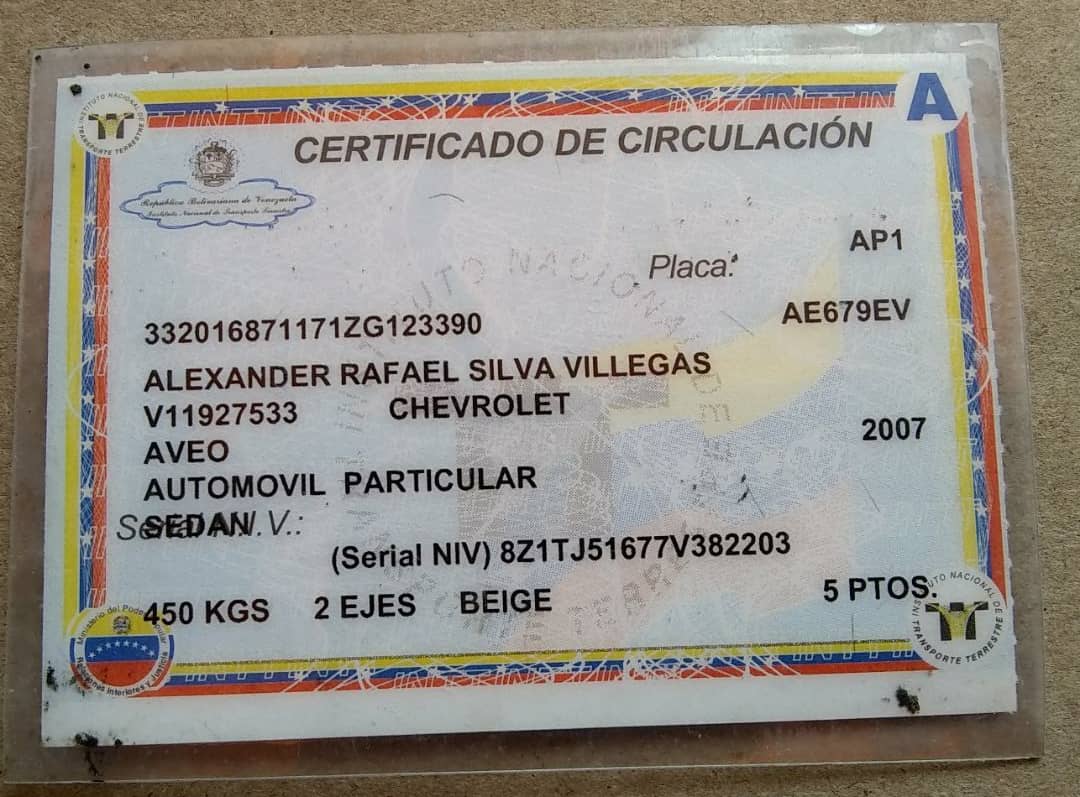 INSTITUTO NACIONAL DE TRANSPORTE TERRESTRE
A
CERTIFICADO DE CIRCULACIÓN
República Bolivariana de Venezuela
Instituto Nacional de Transporte Terrestre
AP1
Placa:
332016871171ZG123390 AE679EV
ALEXANDER RAFAEL SILVA VILLEGAS
V11927533 CHEVROLET
AVEO 2007
AUTOMOVIL PARTICULAR
SEDAN
Serial N.I.V.:
(Serial NIV) 8Z1TJ51677V382203
450 KGS 2 EJES BEIGE 5 PTOS.
Ministerio del Poder Popular
Relaciones Interiores y Justicia
INSTITUTO NACIONAL DE TRANSPORTE TERRESTRE